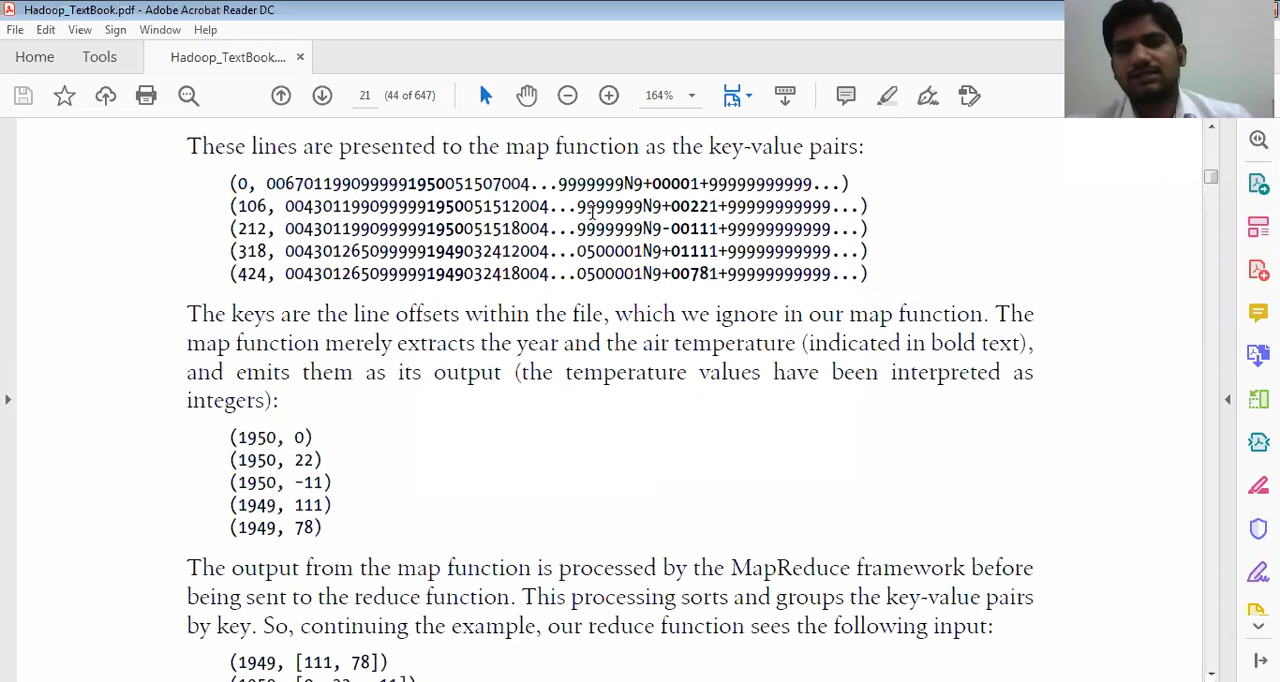 Hadoop_TextBook.pdf - Adobe Acrobat Reader DC
File Edit View Sign Window Help
Home Tools Hadoop_TextBook.... ×
21 (44 of 647) 164%
These lines are presented to the map function as the key-value pairs:
(0, 0067011990999991950051507004...9999999N9+00001+99999999999...)
(106, 0043011990999991950051512004...9999999N9+00221+99999999999...)
(212, 0043011990999991950051518004...9999999N9-00111+99999999999...)
(318, 0043012650999991949032412004...0500001N9+01111+99999999999...)
(424, 0043012650999991949032418004...0500001N9+00781+99999999999...)
The keys are the line offsets within the file, which we ignore in our map function. The
map function merely extracts the year and the air temperature (indicated in bold text),
and emits them as its output (the temperature values have been interpreted as
integers):
(1950, 0)
(1950, 22)
(1950, -11)
(1949, 111)
(1949, 78)
The output from the map function is processed by the MapReduce framework before
being sent to the reduce function. This processing sorts and groups the key-value pairs
by key. So, continuing the example, our reduce function sees the following input:
(1949, [111, 78])